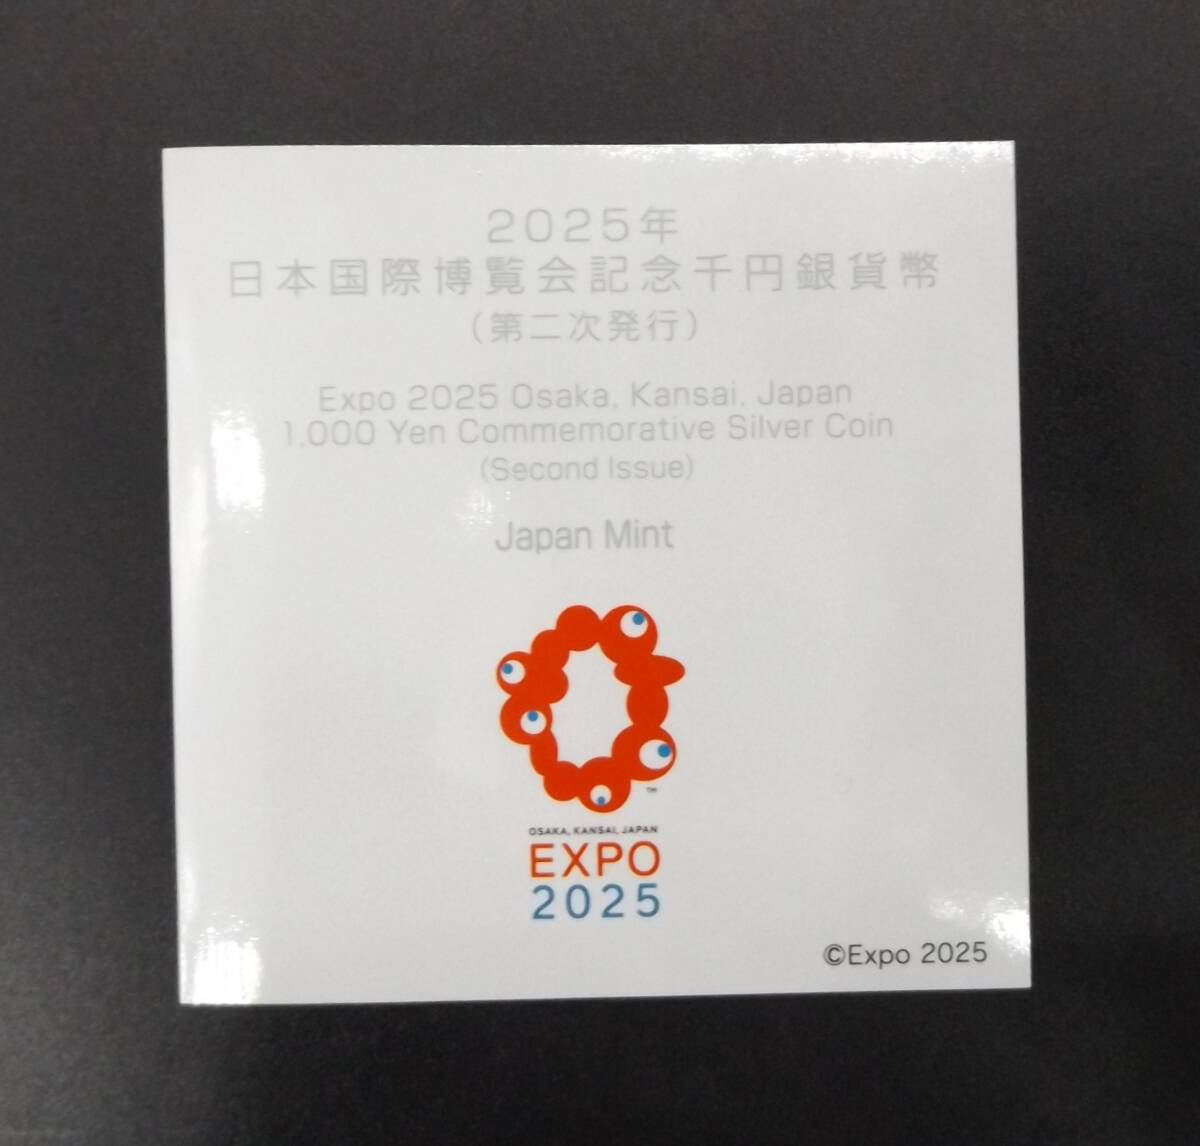 2025年
日本国際博覧会記念千円銀貨幣
(第二次発行)
Expo 2025 Osaka, Kansai, Japan
1,000 Yen Commemorative Silver Coin
(Second Issue)
Japan Mint
TM
OSAKA, KANSAI, JAPAN
EXPO
2025
©Expo 2025